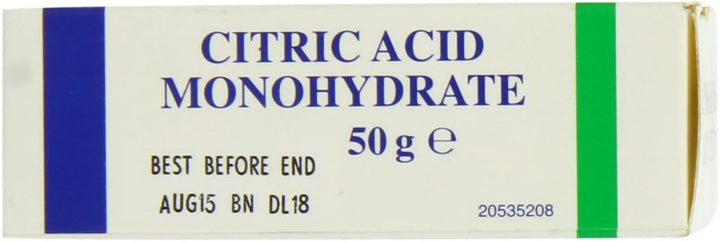 CITRIC ACID
MONOHYDRATE
50 g ℮
BEST BEFORE END
AUG15 BN DL18
20535208